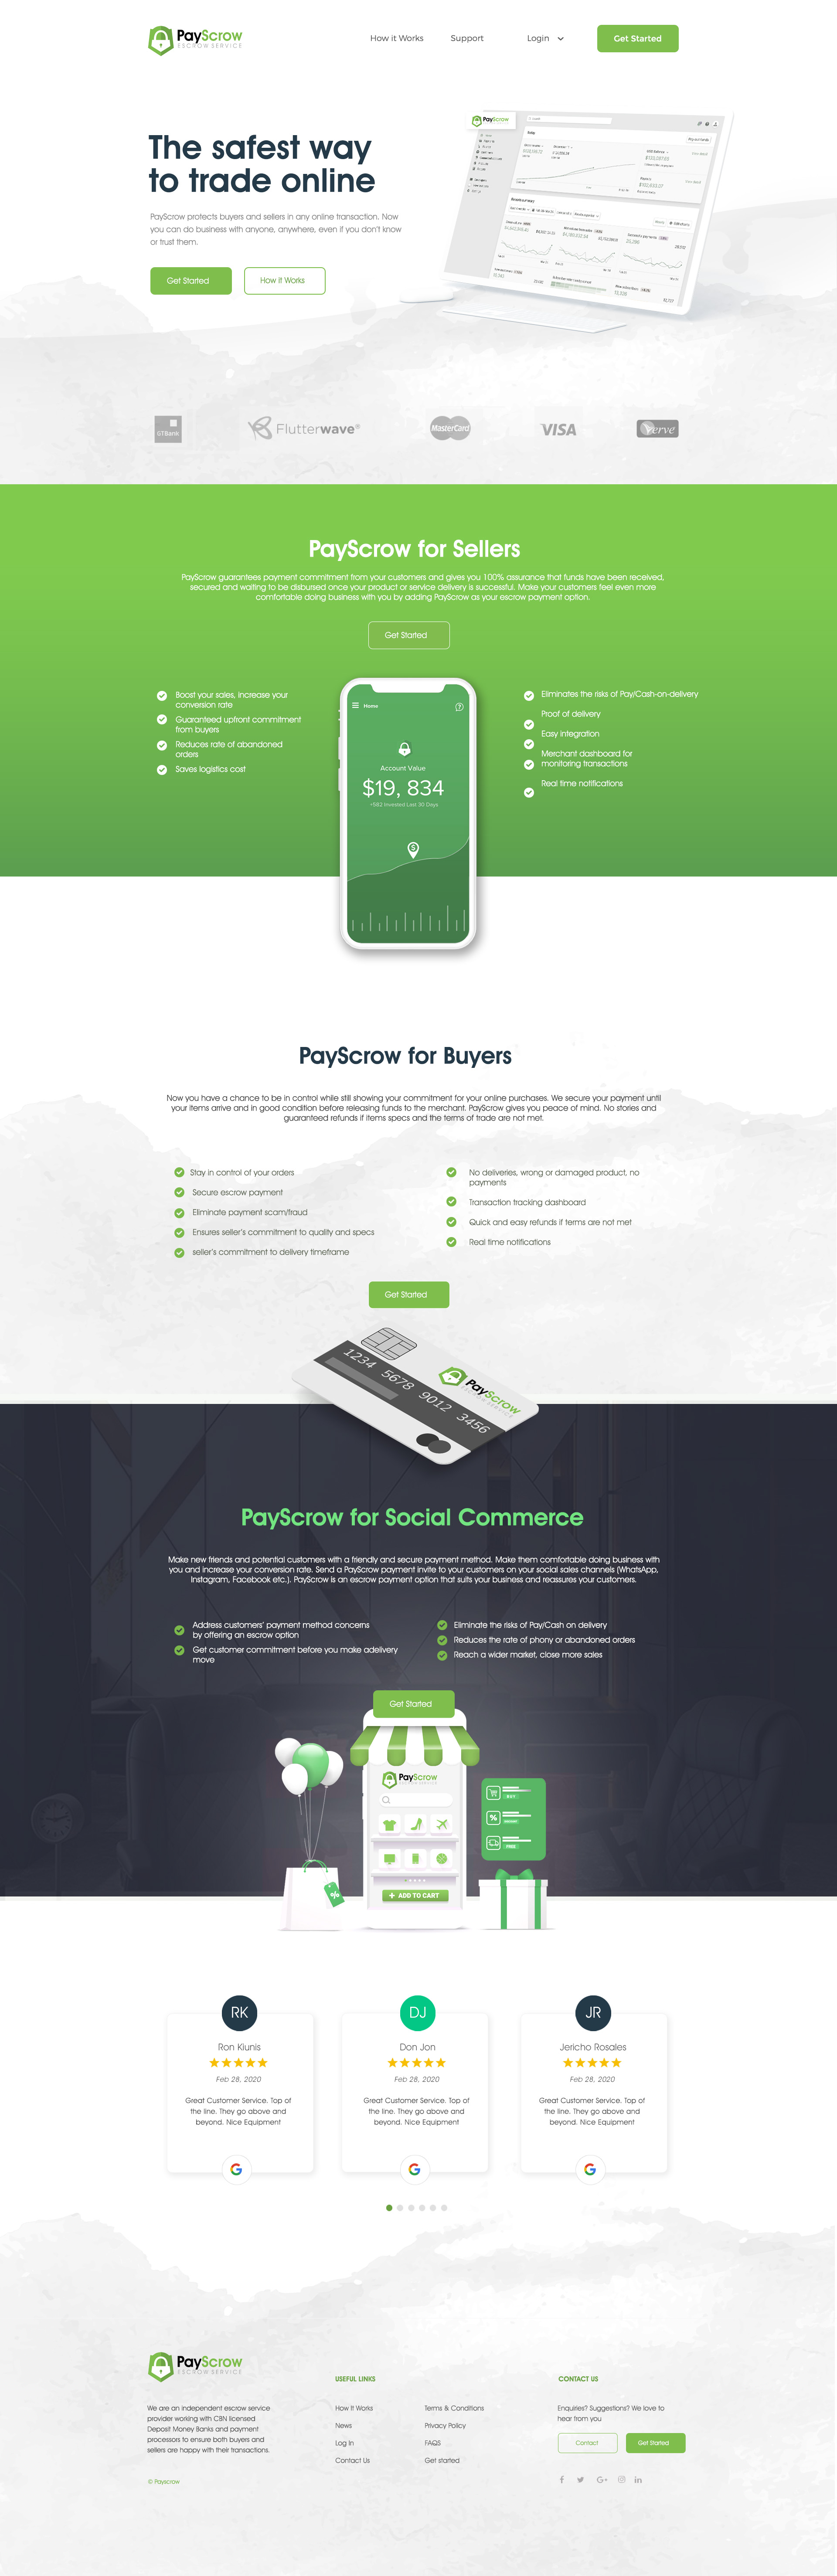 PayScrow
ESCROW SERVICE
How it Works
Support
Login
Get Started
The safest way
to trade online
PayScrow protects buyers and sellers in any online transaction. Now
you can do business with anyone, anywhere, even if you don't know
or trust them.
Get Started
How it Works
PayScrow
GTBank
Flutterwave
MasterCard
VISA
Verve
PayScrow for Sellers
PayScrow guarantees payment commitment from your customers and gives you 100% assurance that funds have been received,
secured and waiting to be disbursed once your product or service delivery is successful. Make your customers feel even more
comfortable doing business with you by adding PayScrow as your escrow payment option.
Get Started
Boost your sales, increase your
conversion rate
Guaranteed upfront commitment
from buyers
Reduces rate of abandoned
orders
Saves logistics cost
Home
?
Account Value
$19, 834
+582 Invested Last 30 Days
$
Eliminates the risks of Pay/Cash-on-delivery
Proof of delivery
Easy integration
Merchant dashboard for
monitoring transactions
Real time notifications
PayScrow for Buyers
Now you have a chance to be in control while still showing your commitment for your online purchases. We secure your payment until
your items arrive and in good condition before releasing funds to the merchant. PayScrow gives you peace of mind. No stories and
guaranteed refunds if items specs and the terms of trade are not met.
Stay in control of your orders
Secure escrow payment
Eliminate payment scam/fraud
Ensures seller's commitment to quality and specs
seller's commitment to delivery timeframe
No deliveries, wrong or damaged product, no
payments
Transaction tracking dashboard
Quick and easy refunds if terms are not met
Real time notifications
Get Started
1234 5678 9012 3456
PayScrow
ESCROW SERVICE
PayScrow for Social Commerce
Make new friends and potential customers with a friendly and secure payment method. Make them comfortable doing business with
you and increase your conversion rate. Send a PayScrow payment invite to your customers on your social sales channels (WhatsApp,
Instagram, Facebook etc.). PayScrow is an escrow payment option that suits your business and reassures your customers.
Address customers' payment method concerns
by offering an escrow option
Get customer commitment before you make adelivery
move
Eliminate the risks of Pay/Cash on delivery
Reduces the rate of phony or abandoned orders
Reach a wider market, close more sales
Get Started
PayScrow
ESCROW SERVICE
ADD TO CART
%
BUY
%
FREE
RK
Ron Kiunis
Feb 28, 2020
Great Customer Service. Top of
the line. They go above and
beyond. Nice Equipment
G
DJ
Don Jon
Feb 28, 2020
Great Customer Service. Top of
the line. They go above and
beyond. Nice Equipment
G
JR
Jericho Rosales
Feb 28, 2020
Great Customer Service. Top of
the line. They go above and
beyond. Nice Equipment
G
PayScrow
ESCROW SERVICE
We are an independent escrow service
provider working with CBN licensed
Deposit Money Banks and payment
processors to ensure both buyers and
sellers are happy with their transactions.
© Payscrow
USEFUL LINKS
How It Works
News
Log In
Contact Us
Terms & Conditions
Privacy Policy
FAQS
Get started
CONTACT US
Enquiries? Suggestions? We love to
hear from you
Contact
Get Started